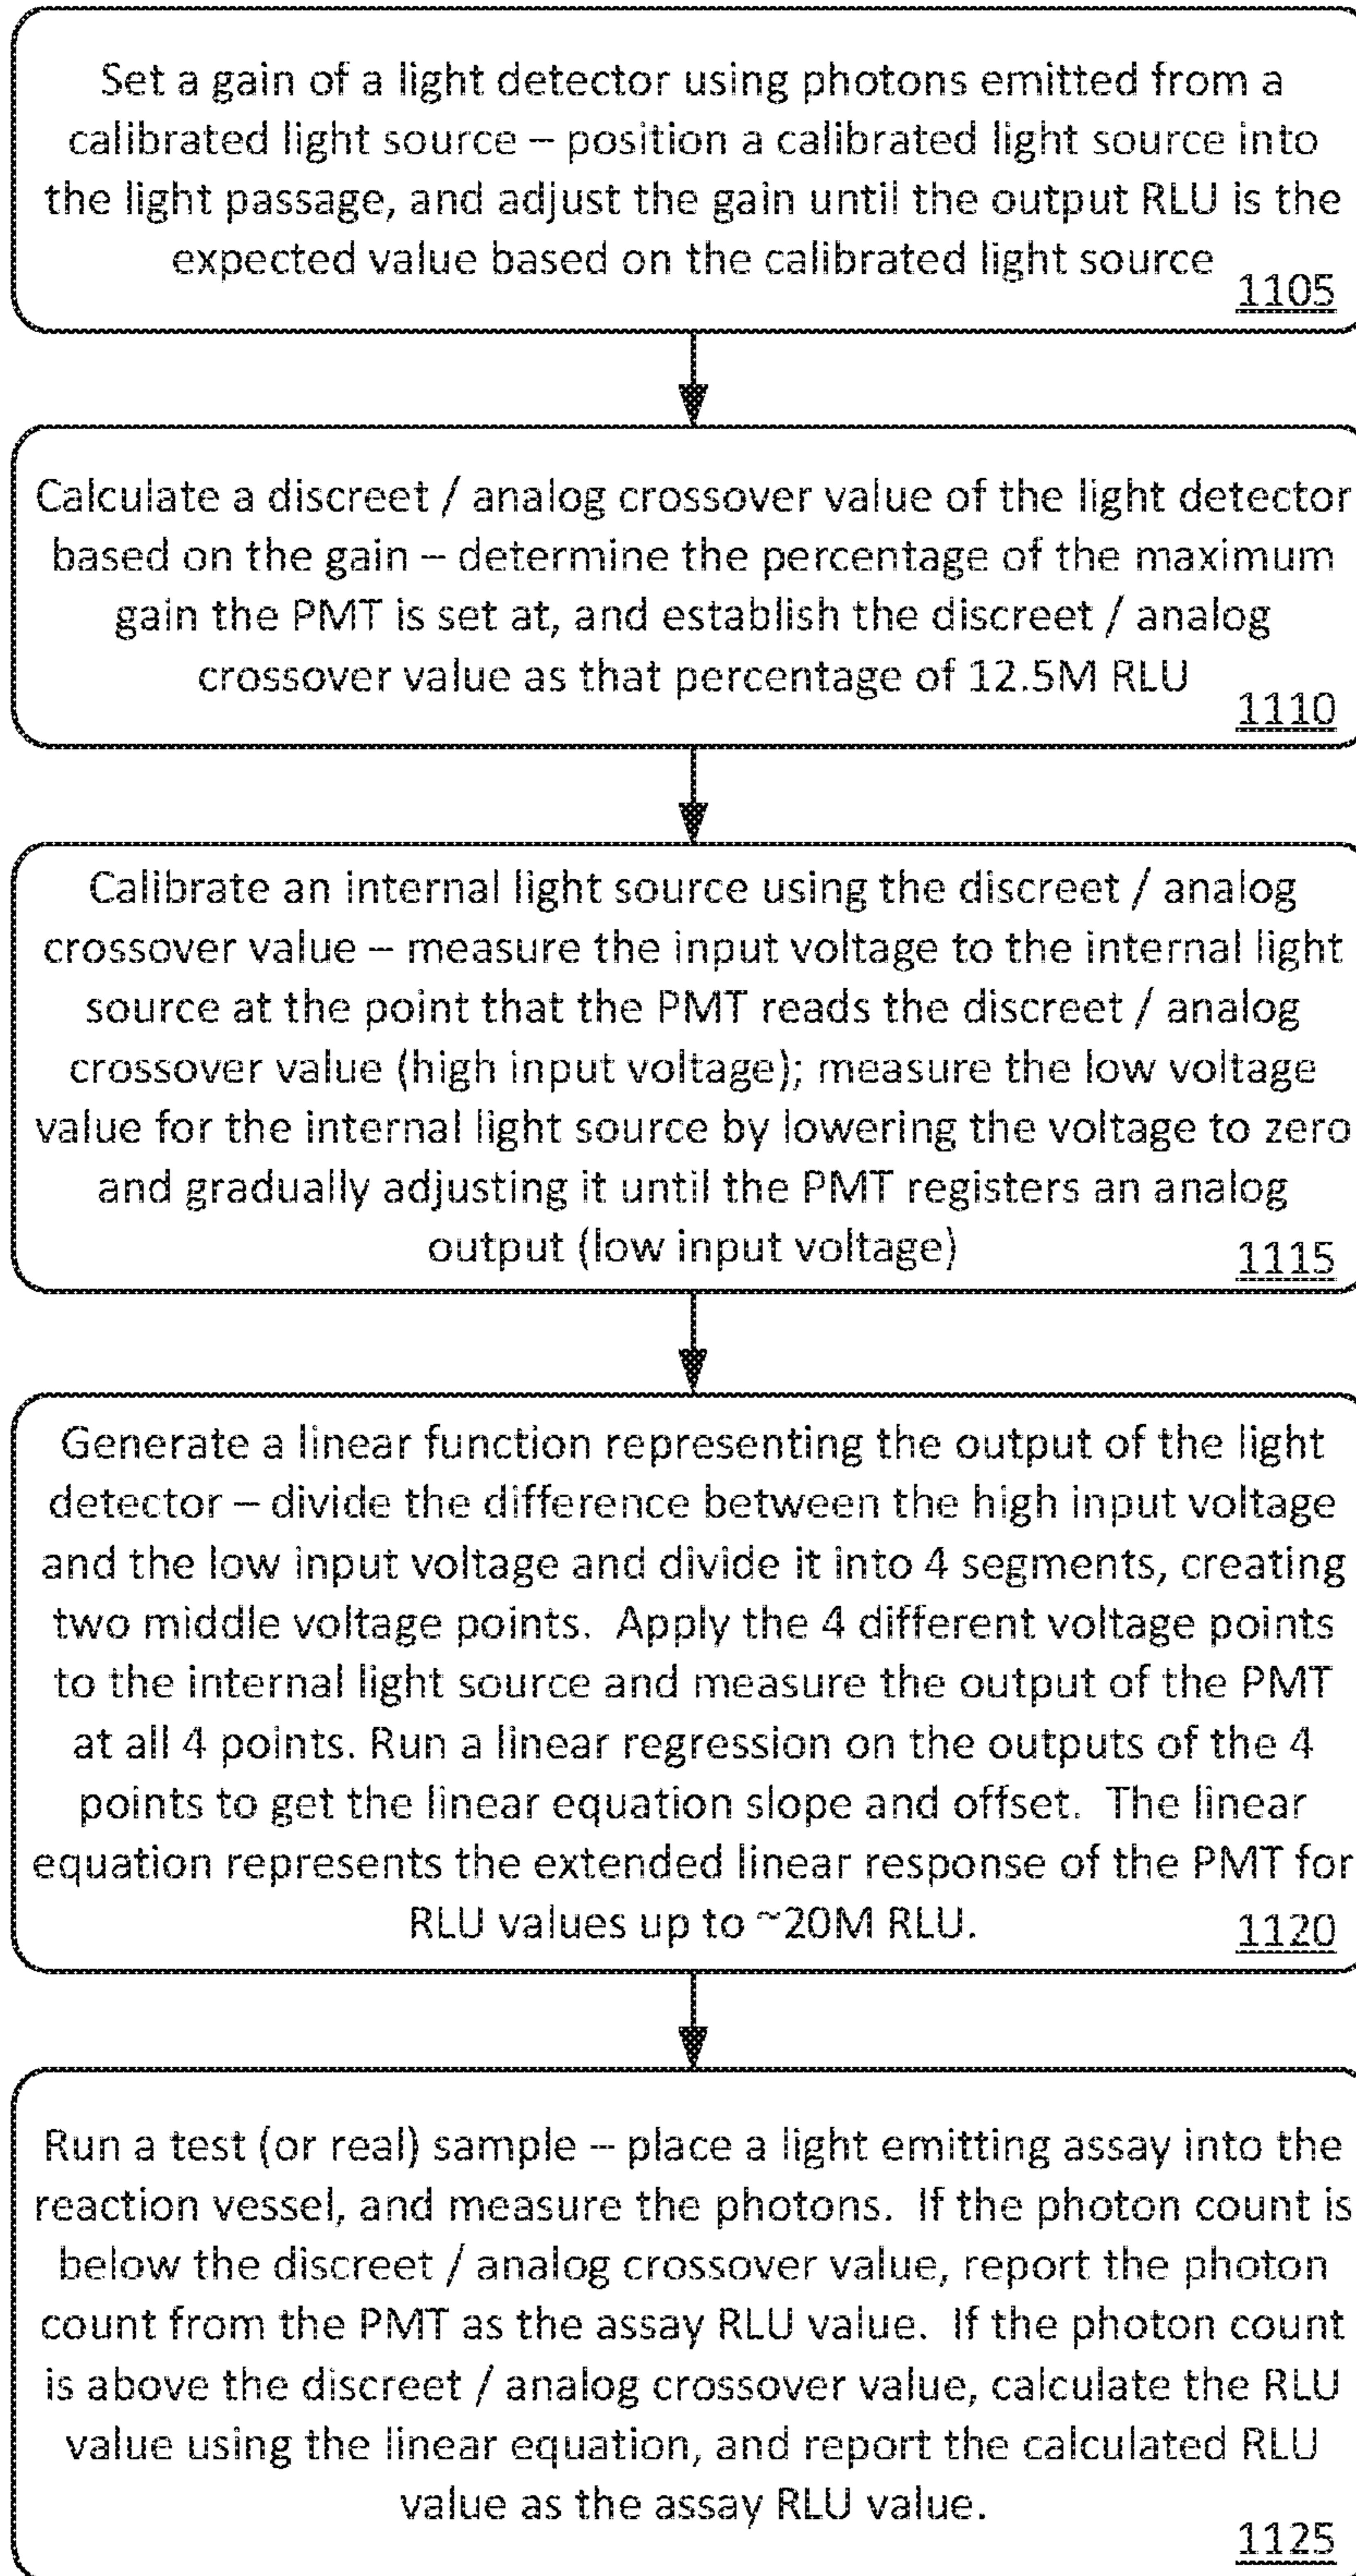 Set a gain of a light detector using photons emitted from a
calibrated light source – position a calibrated light source into
the light passage, and adjust the gain until the output RLU is the
expected value based on the calibrated light source
1105
Calculate a discreet / analog crossover value of the light detector
based on the gain – determine the percentage of the maximum
gain the PMT is set at, and establish the discreet / analog
crossover value as that percentage of 12.5M RLU
1110
Calibrate an internal light source using the discreet / analog
crossover value – measure the input voltage to the internal light
source at the point that the PMT reads the discreet / analog
crossover value (high input voltage); measure the low voltage
value for the internal light source by lowering the voltage to zero
and gradually adjusting it until the PMT registers an analog
output (low input voltage)
1115
Generate a linear function representing the output of the light
detector – divide the difference between the high input voltage
and the low input voltage and divide it into 4 segments, creating
two middle voltage points.  Apply the 4 different voltage points
to the internal light source and measure the output of the PMT
at all 4 points. Run a linear regression on the outputs of the 4
points to get the linear equation slope and offset.  The linear
equation represents the extended linear response of the PMT for
RLU values up to ~20M RLU.
1120
Run a test (or real) sample – place a light emitting assay into the
reaction vessel, and measure the photons.  If the photon count is
below the discreet / analog crossover value, report the photon
count from the PMT as the assay RLU value.  If the photon count
is above the discreet / analog crossover value, calculate the RLU
value using the linear equation, and report the calculated RLU
value as the assay RLU value.
1125